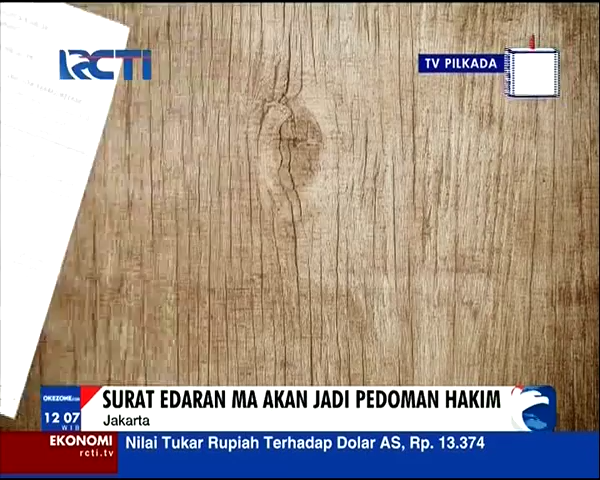 RCTI
TV PILKADA
OKEZONE.COM
12 07
WIB
SURAT EDARAN MA AKAN JADI PEDOMAN HAKIM
Jakarta
EKONOMI
rcti.tv
Nilai Tukar Rupiah Terhadap Dolar AS, Rp. 13.374